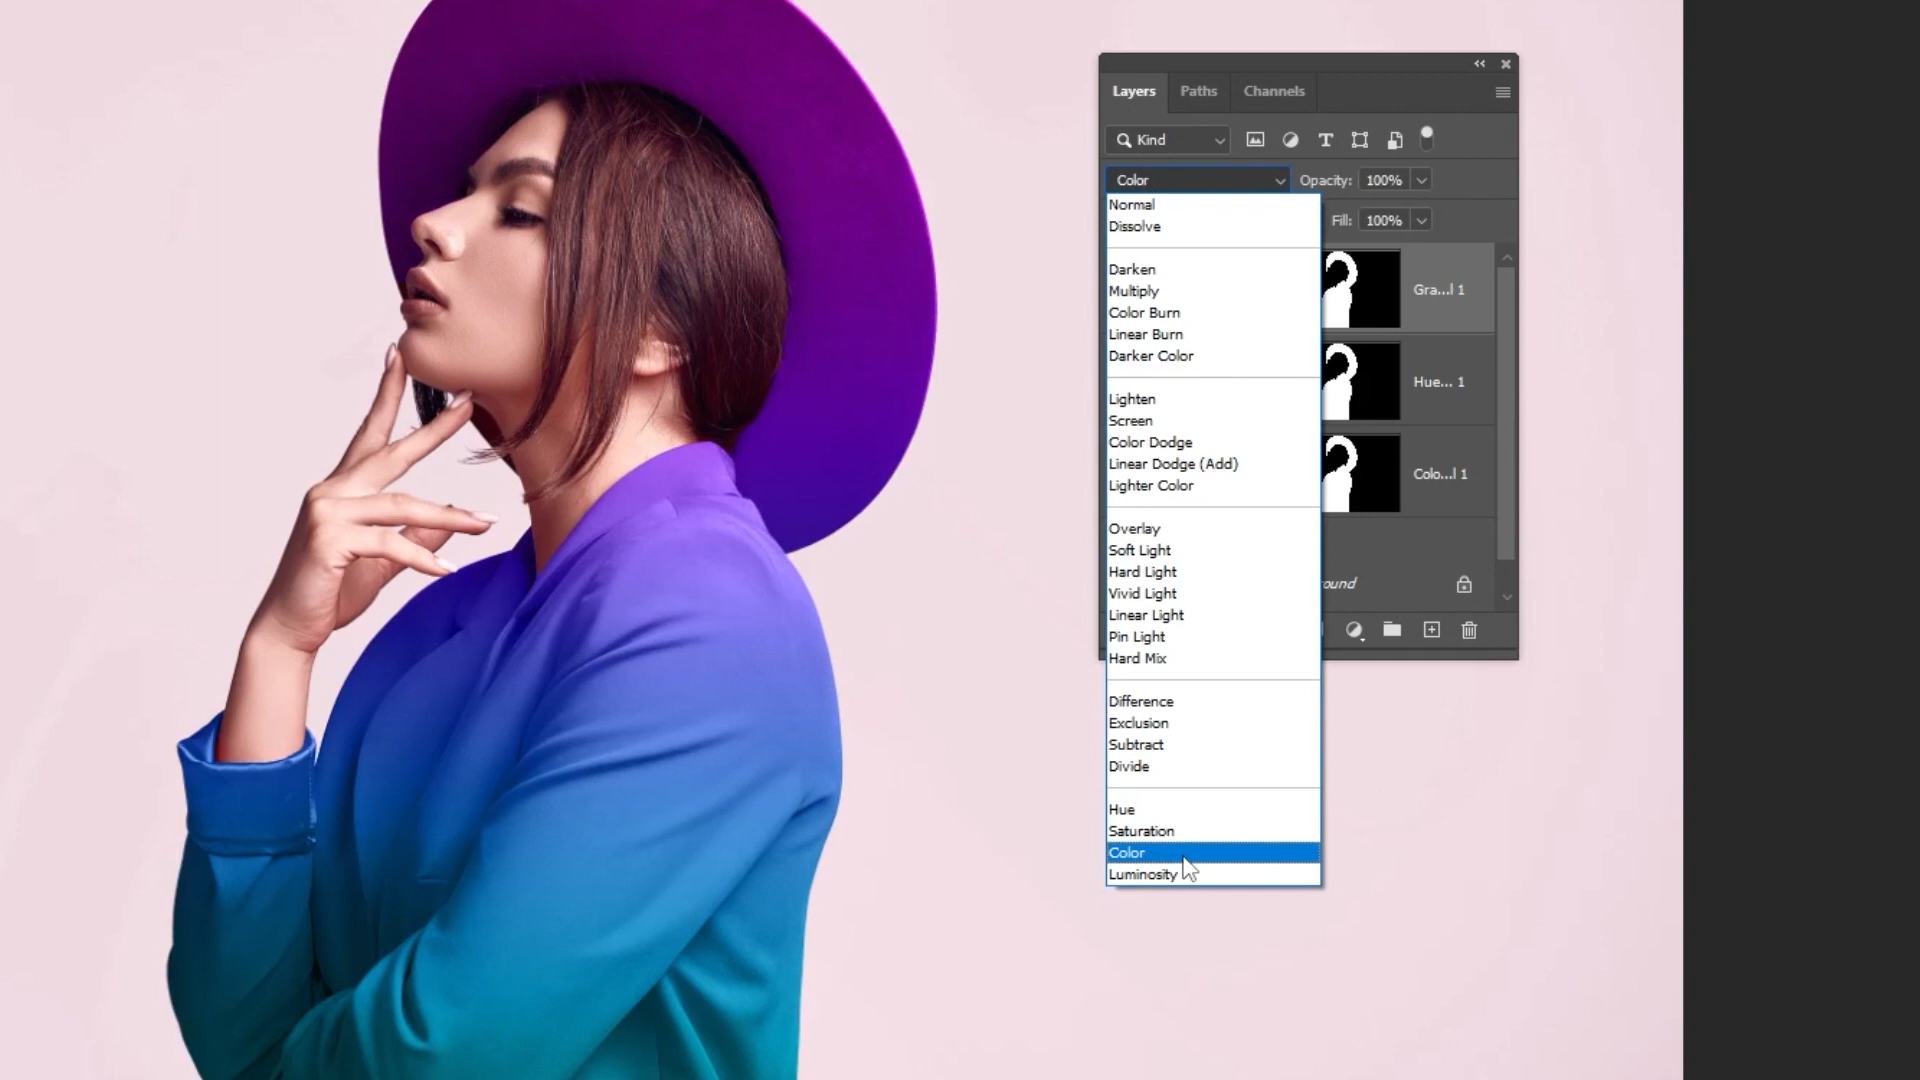 Layers Paths Channels
Kind
Color Opacity: 100%
Normal Fill: 100%
Dissolve
Darken
Multiply Gra...l 1
Color Burn
Linear Burn
Darker Color
Hue... 1
Lighten
Screen
Color Dodge
Linear Dodge (Add) Colo...l 1
Lighter Color
Overlay
Soft Light
Hard Light
ound
Vivid Light
Linear Light
Pin Light
Hard Mix
Difference
Exclusion
Subtract
Divide
Hue
Saturation
Color
Luminosity